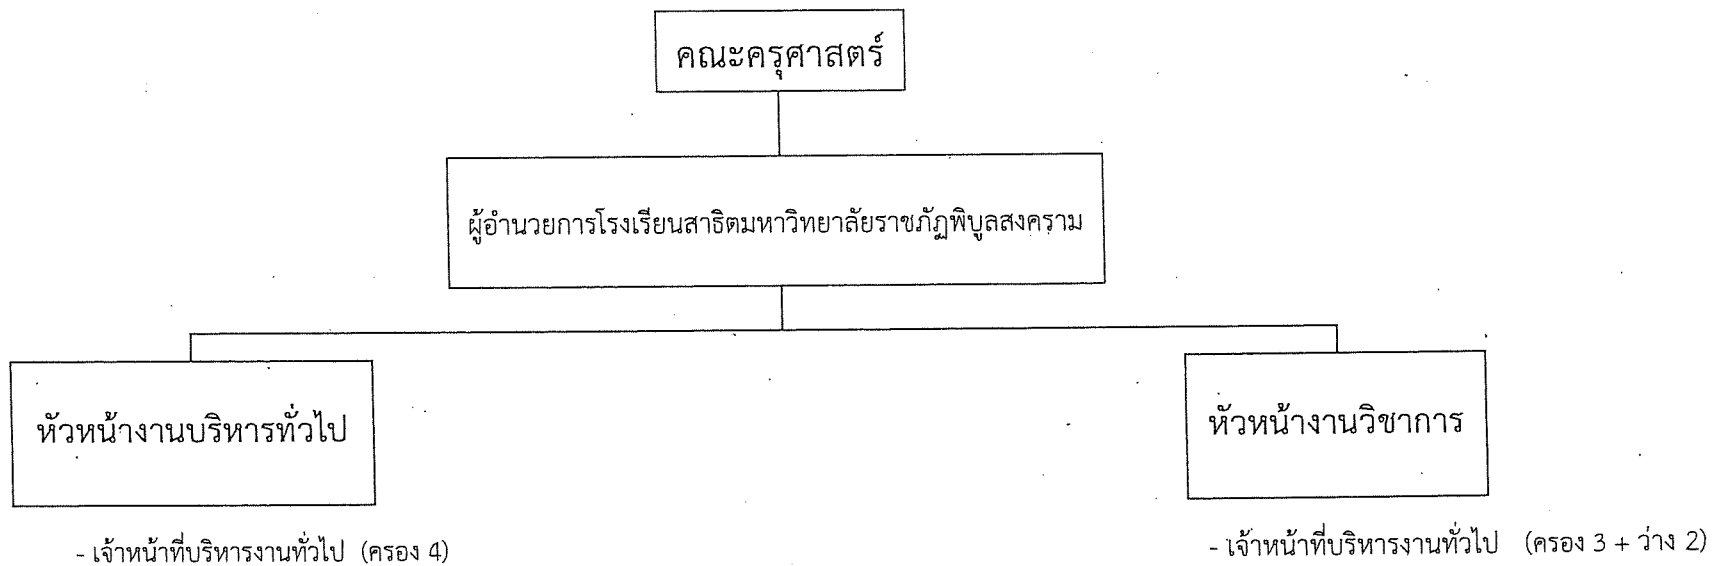 คณะครุศาสตร์
ผู้อำนวยการโรงเรียนสาธิตมหาวิทยาลัยราชภัฏพิบูลสงคราม
หัวหน้างานบริหารทั่วไป
หัวหน้างานวิชาการ
- เจ้าหน้าที่บริหารงานทั่วไป (ครอง 4)
- เจ้าหน้าที่บริหารงานทั่วไป (ครอง 3 + ว่าง 2)